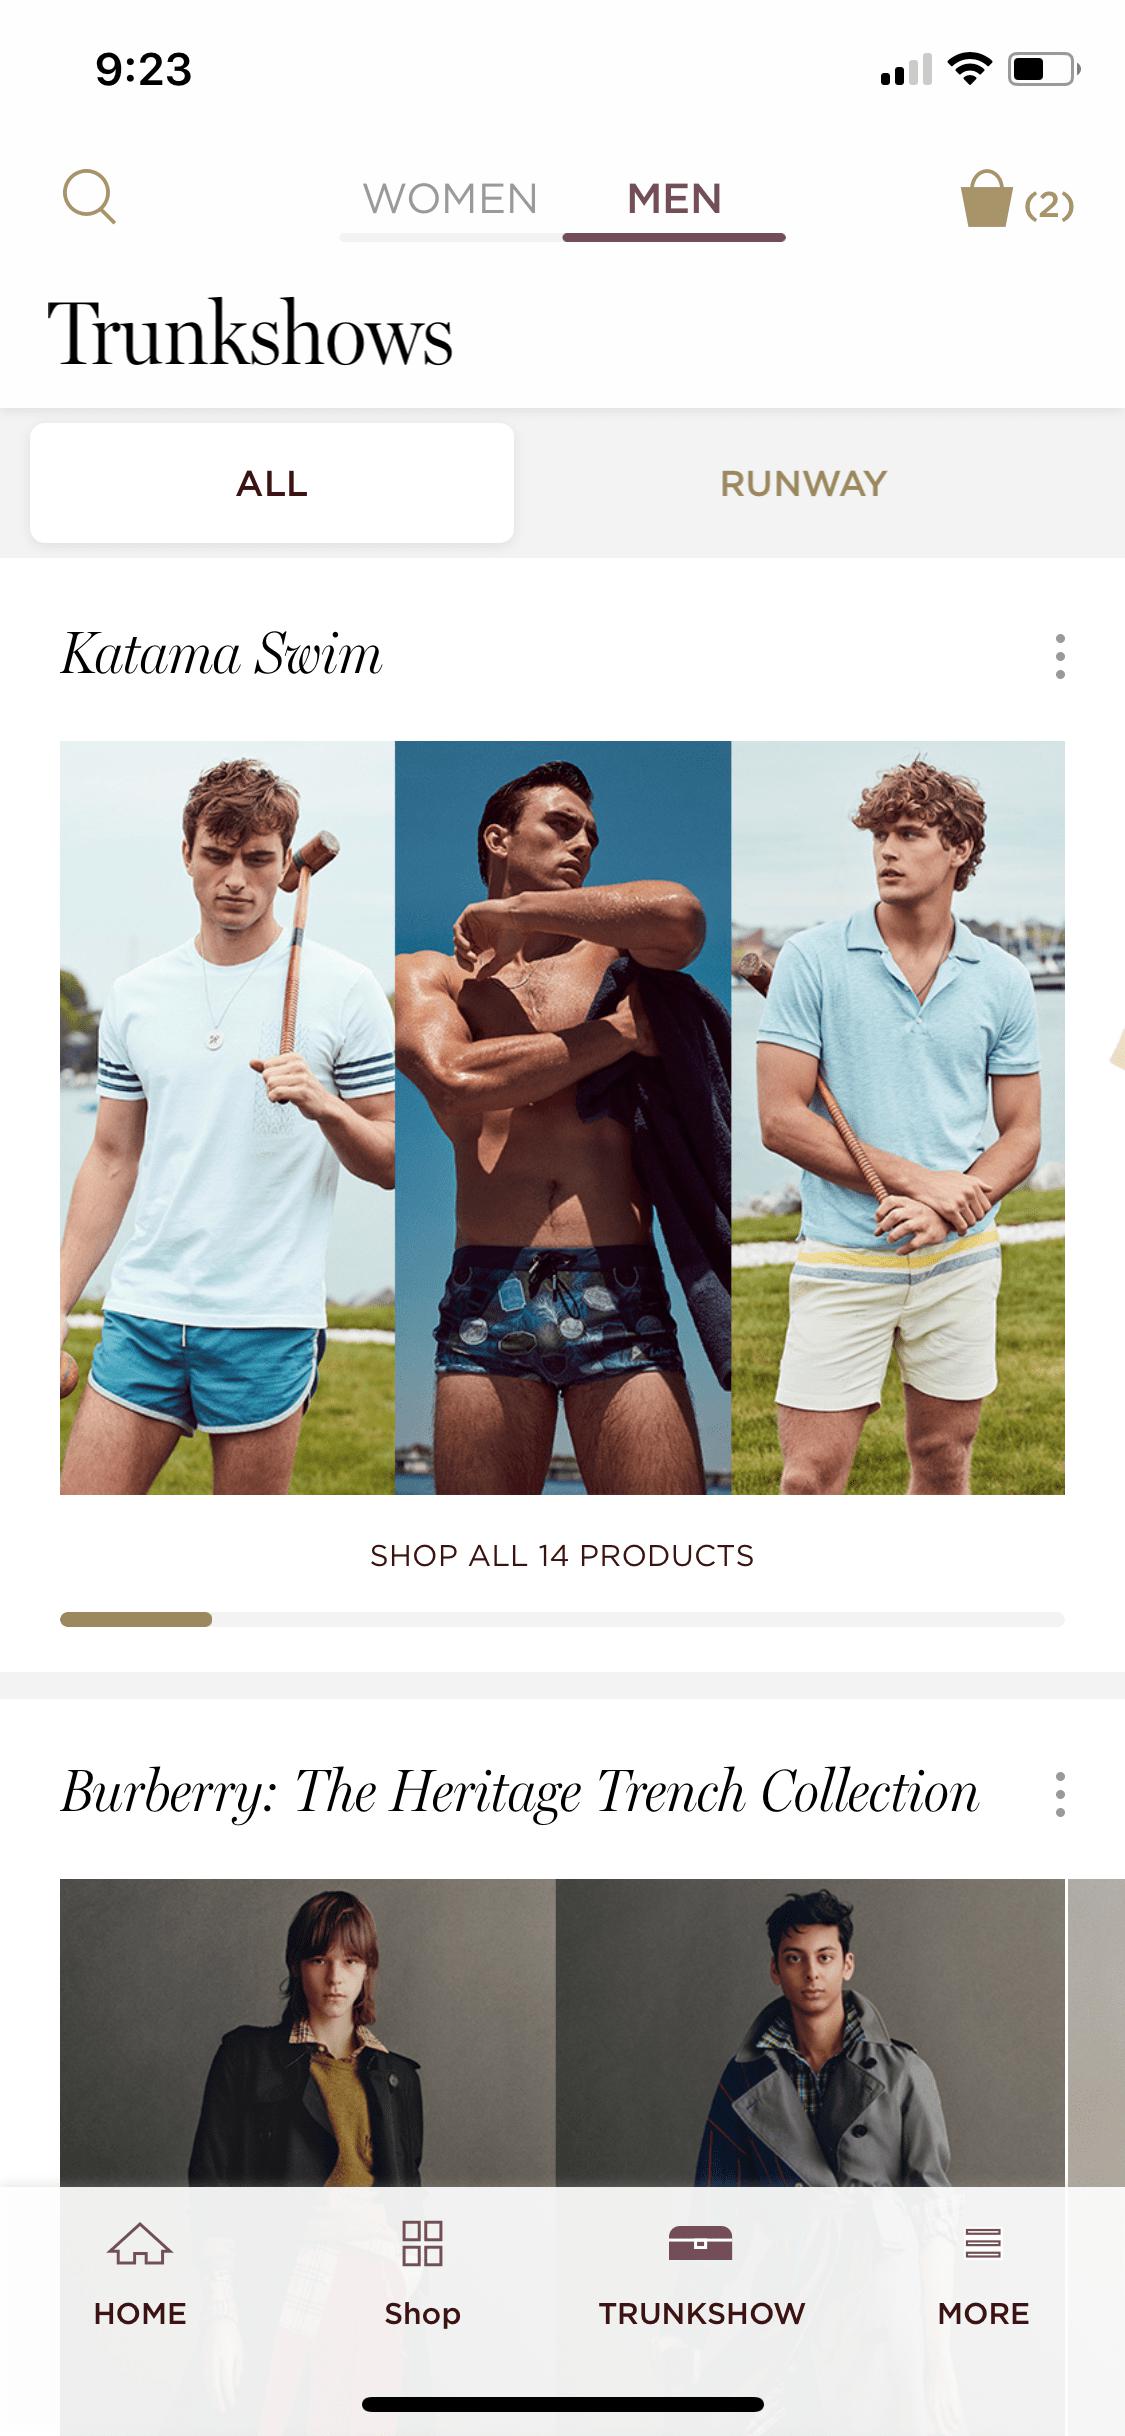 9:23
WOMEN MEN (2)
Trunkshows
ALL RUNWAY
Katama Swim
SHOP ALL 14 PRODUCTS
Burberry: The Heritage Trench Collection
HOME Shop TRUNKSHOW MORE